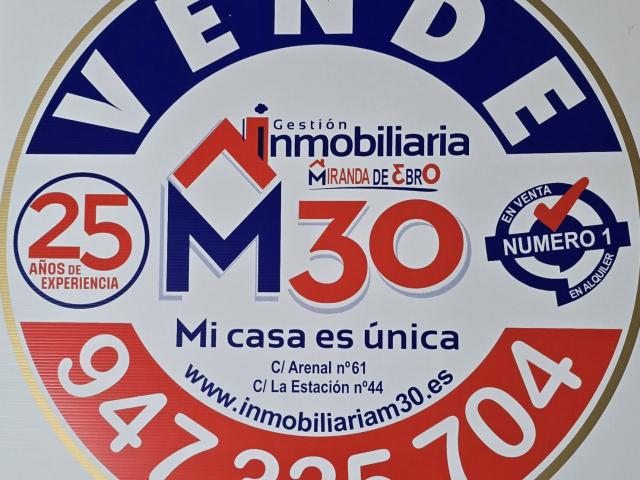 VENDE
Gestión
inmobiliaria
MIRANDA DE EBRO
M30
25
AÑOS DE
EXPERIENCIA
EN VENTA
NUMERO 1
EN ALQUILER
Mi casa es única
C/ Arenal nº61
C/ La Estación nº44
www.inmobiliariam30.es
947 325 704